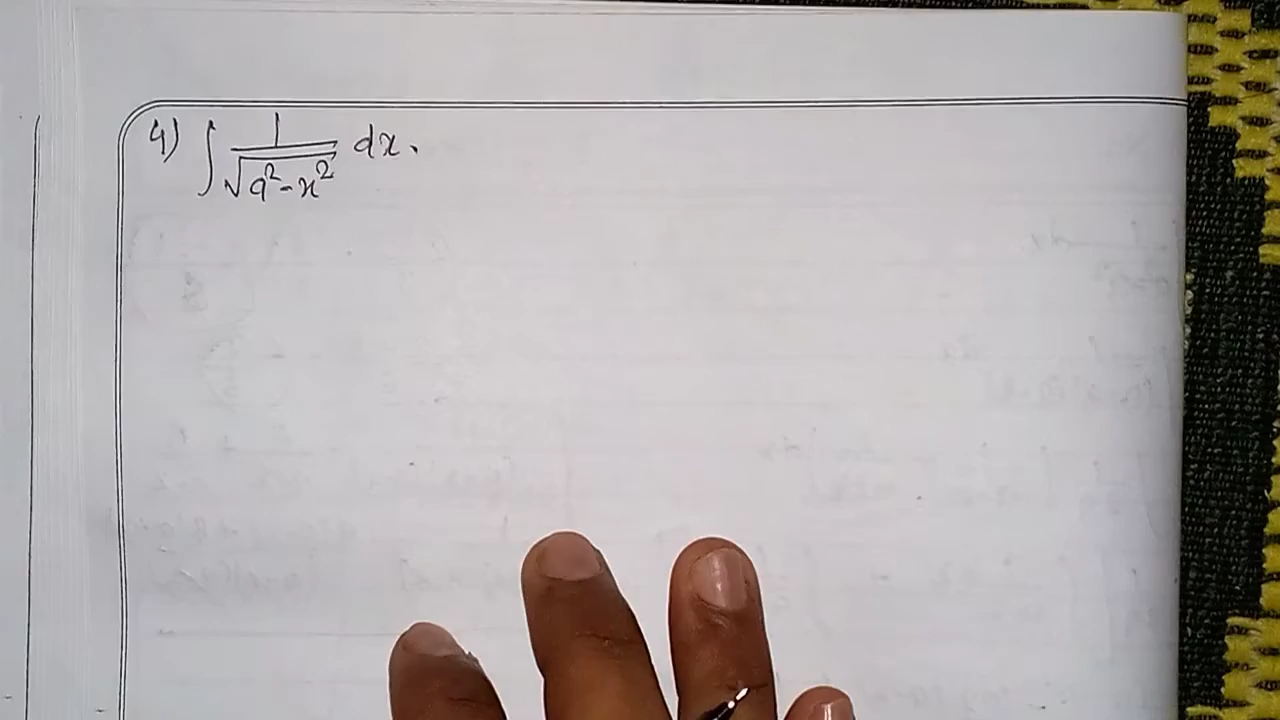 4) ∫ 1/√(a²-x²) dx.